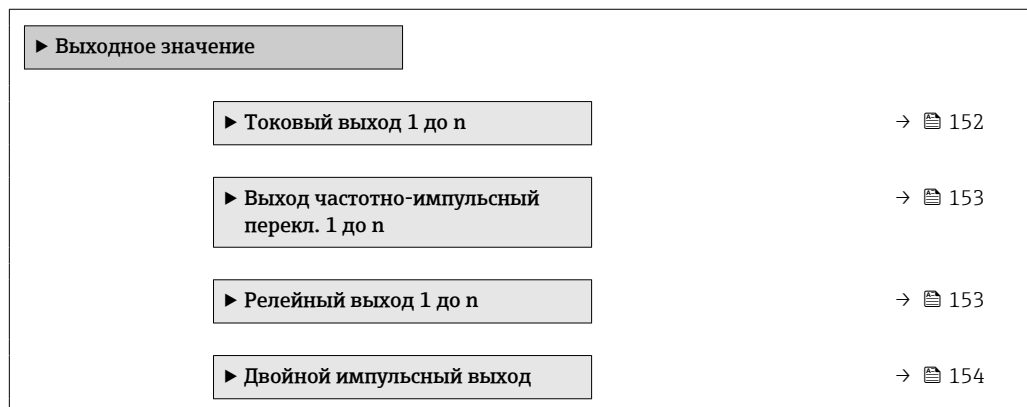 ▶ Выходное значение
▶ Токовый выход 1 до n → 152
▶ Выход частотно-импульсный → 153
перекл. 1 до n
▶ Релейный выход 1 до n → 153
▶ Двойной импульсный выход → 154